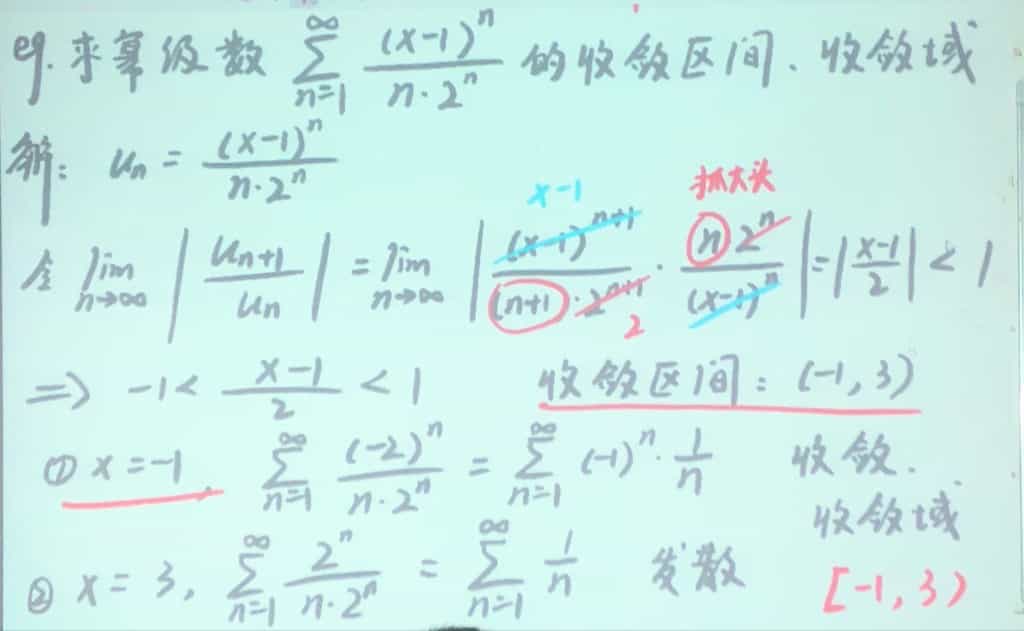 eg. 求幂级数 \sum_{n=1}^{\infty} \frac{(x-1)^n}{n \cdot 2^n} 的收敛区间、收敛域
解: u_n = \frac{(x-1)^n}{n \cdot 2^n}
x-1 抓大头
令 \lim_{n \to \infty} \left| \frac{u_{n+1}}{u_n} \right| = \lim_{n \to \infty} \left| \frac{(x-1)^{n+1}}{(n+1) \cdot 2^{n+1}} \cdot \frac{n 2^n}{(x-1)^n} \right| = \left| \frac{x-1}{2} \right| < 1
2
\Rightarrow -1 < \frac{x-1}{2} < 1 收敛区间: (-1, 3)
① x = -1, \sum_{n=1}^{\infty} \frac{(-2)^n}{n \cdot 2^n} = \sum_{n=1}^{\infty} (-1)^n \cdot \frac{1}{n} 收敛.
收敛域
② x = 3, \sum_{n=1}^{\infty} \frac{2^n}{n \cdot 2^n} = \sum_{n=1}^{\infty} \frac{1}{n} 发散 [-1, 3)